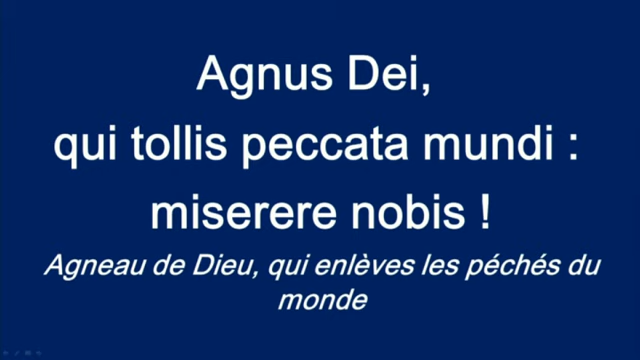 Agnus Dei,
qui tollis peccata mundi :
miserere nobis !
Agneau de Dieu, qui enlèves les péchés du
monde